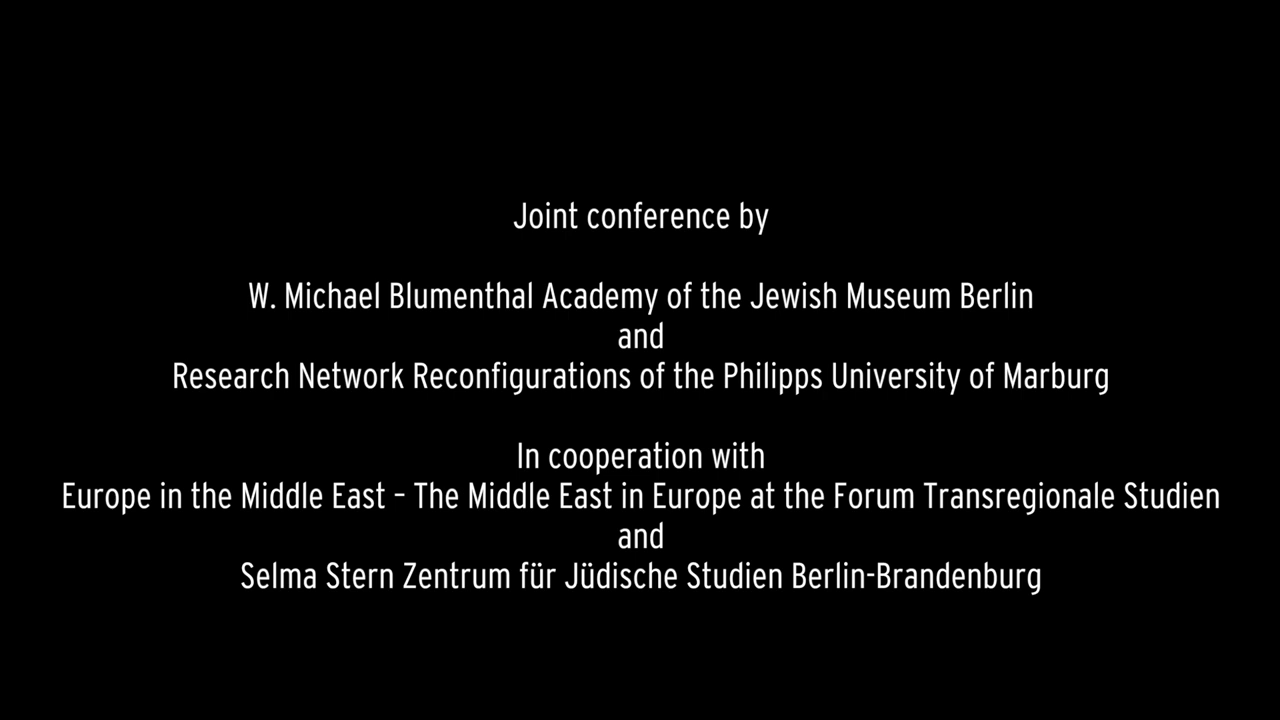 Joint conference by
W. Michael Blumenthal Academy of the Jewish Museum Berlin
and
Research Network Reconfigurations of the Philipps University of Marburg
In cooperation with
Europe in the Middle East – The Middle East in Europe at the Forum Transregionale Studien
and
Selma Stern Zentrum für Jüdische Studien Berlin-Brandenburg